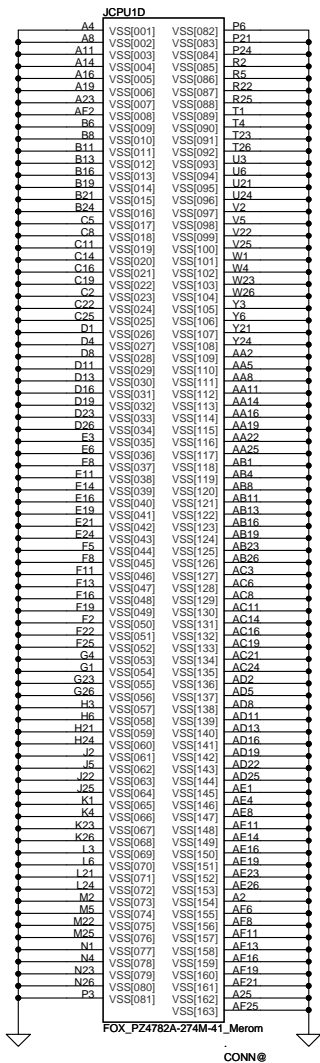 JCPU1D
A4 VSS[001] VSS[082] P6
A8 VSS[002] VSS[083] P21
A11 VSS[003] VSS[084] P24
A14 VSS[004] VSS[085] R2
A16 VSS[005] VSS[086] R5
A19 VSS[006] VSS[087] R22
A23 VSS[007] VSS[088] R25
AF2 VSS[008] VSS[089] T1
B6 VSS[009] VSS[090] T4
B8 VSS[010] VSS[091] T23
B11 VSS[011] VSS[092] T26
B13 VSS[012] VSS[093] U3
B16 VSS[013] VSS[094] U6
B19 VSS[014] VSS[095] U21
B21 VSS[015] VSS[096] U24
B24 VSS[016] VSS[097] V2
C5 VSS[017] VSS[098] V5
C8 VSS[018] VSS[099] V22
C11 VSS[019] VSS[100] V25
C14 VSS[020] VSS[101] W1
C16 VSS[021] VSS[102] W4
C19 VSS[022] VSS[103] W23
C2 VSS[023] VSS[104] W26
C22 VSS[024] VSS[105] Y3
C25 VSS[025] VSS[106] Y6
D1 VSS[026] VSS[107] Y21
D4 VSS[027] VSS[108] Y24
D8 VSS[028] VSS[109] AA2
D11 VSS[029] VSS[110] AA5
D13 VSS[030] VSS[111] AA8
D16 VSS[031] VSS[112] AA11
D19 VSS[032] VSS[113] AA14
D23 VSS[033] VSS[114] AA16
D26 VSS[034] VSS[115] AA19
E3 VSS[035] VSS[116] AA22
E6 VSS[036] VSS[117] AA25
E8 VSS[037] VSS[118] AB1
E11 VSS[038] VSS[119] AB4
E14 VSS[039] VSS[120] AB8
E16 VSS[040] VSS[121] AB11
E19 VSS[041] VSS[122] AB13
E21 VSS[042] VSS[123] AB16
E24 VSS[043] VSS[124] AB19
F5 VSS[044] VSS[125] AB23
F8 VSS[045] VSS[126] AB26
F11 VSS[046] VSS[127] AC3
F13 VSS[047] VSS[128] AC6
F16 VSS[048] VSS[129] AC8
F19 VSS[049] VSS[130] AC11
F2 VSS[050] VSS[131] AC14
F22 VSS[051] VSS[132] AC16
F25 VSS[052] VSS[133] AC19
G4 VSS[053] VSS[134] AC21
G1 VSS[054] VSS[135] AC24
G23 VSS[055] VSS[136] AD2
G26 VSS[056] VSS[137] AD5
H3 VSS[057] VSS[138] AD8
H6 VSS[058] VSS[139] AD11
H21 VSS[059] VSS[140] AD13
H24 VSS[060] VSS[141] AD16
J2 VSS[061] VSS[142] AD19
J5 VSS[062] VSS[143] AD22
J22 VSS[063] VSS[144] AD25
J25 VSS[064] VSS[145] AE1
K1 VSS[065] VSS[146] AE4
K4 VSS[066] VSS[147] AE8
K23 VSS[067] VSS[148] AE11
K26 VSS[068] VSS[149] AE14
L3 VSS[069] VSS[150] AE16
L6 VSS[070] VSS[151] AE19
L21 VSS[071] VSS[152] AE23
L24 VSS[072] VSS[153] AE26
M2 VSS[073] VSS[154] A2
M5 VSS[074] VSS[155] AF6
M22 VSS[075] VSS[156] AF8
M25 VSS[076] VSS[157] AF11
N1 VSS[077] VSS[158] AF13
N4 VSS[078] VSS[159] AF16
N23 VSS[079] VSS[160] AF19
N26 VSS[080] VSS[161] AF21
P3 VSS[081] VSS[162] A25
VSS[163] AF25
FOX_PZ4782A-274M-41_Merom
.
CONN@